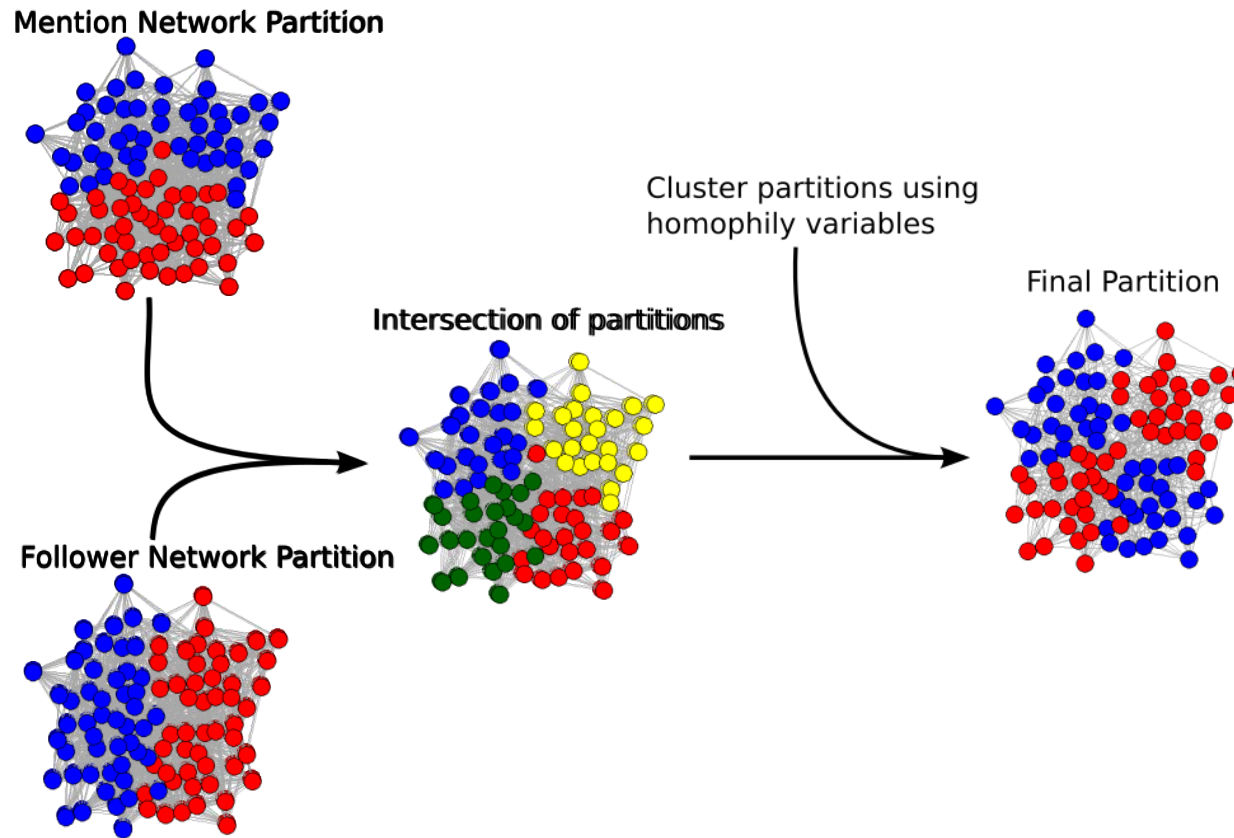 Mention Network Partition
Cluster partitions using
homophily variables
Final Partition
Intersection of partitions
Follower Network Partition